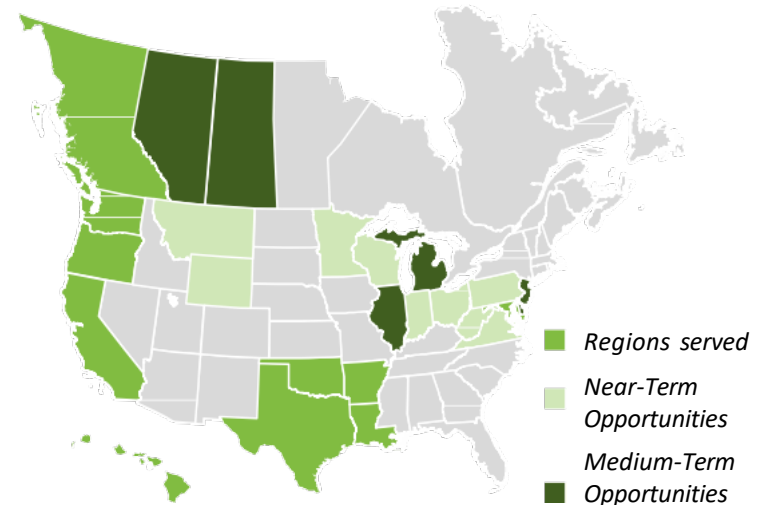 Regions served
Near-Term
Opportunities
Medium-Term
Opportunities